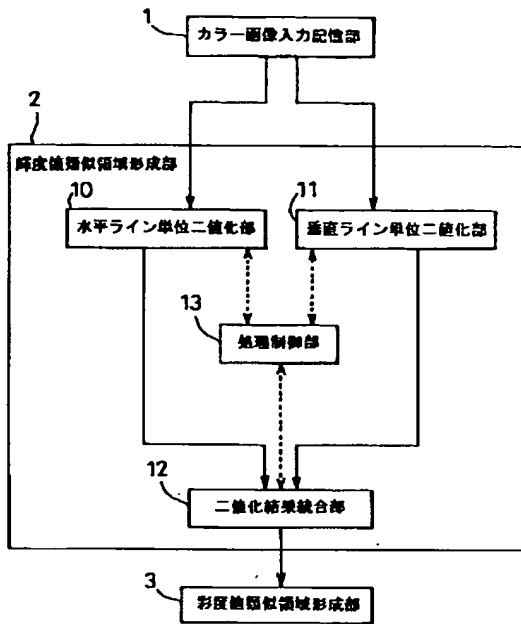 1
カラー画像入力記憶部
2
輝度値類似領域形成部
10
水平ライン単位二値化部
11
垂直ライン単位二値化部
13
処理制御部
12
二値化結果統合部
3
彩度値類似領域形成部